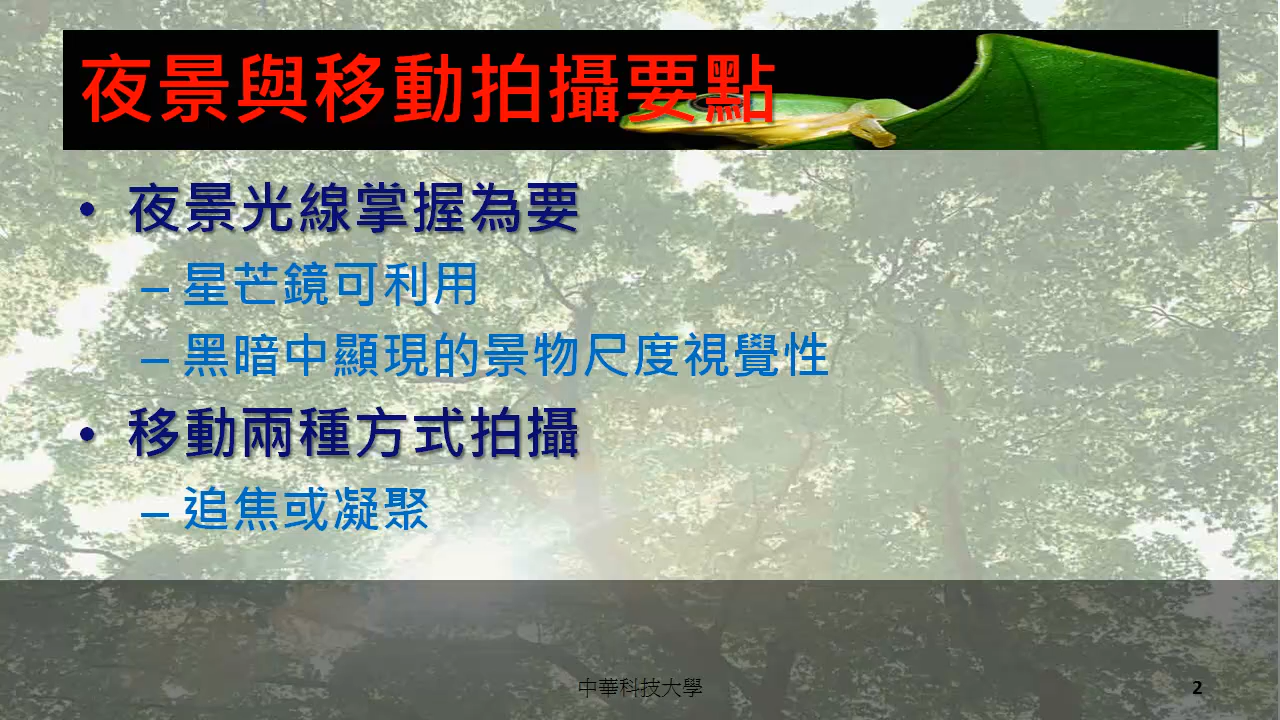 夜景與移動拍攝要點
• 夜景光線掌握為要
– 星芒鏡可利用
– 黑暗中顯現的景物尺度視覺性
• 移動兩種方式拍攝
– 追焦或凝聚
中華科技大學
2